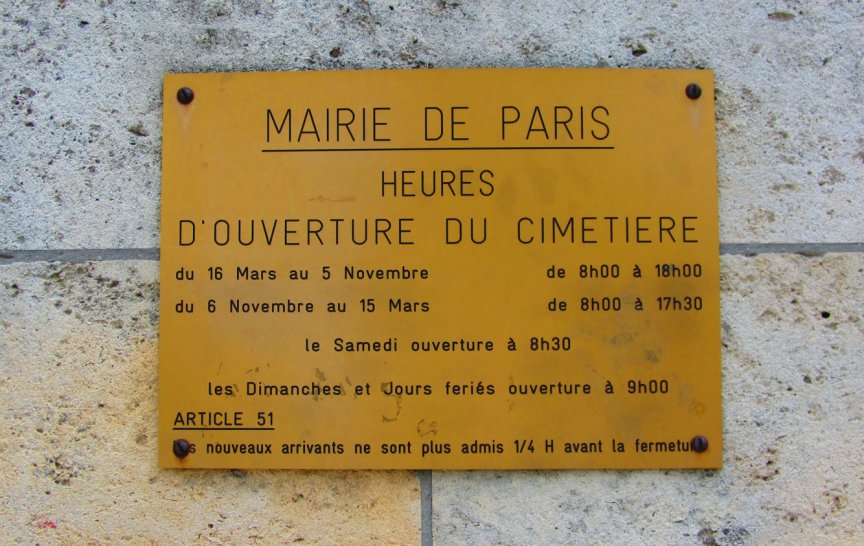 MAIRIE DE PARIS
HEURES
D'OUVERTURE DU CIMETIERE
du 16 Mars au 5 Novembre de 8h00 à 18h00
du 6 Novembre au 15 Mars de 8h00 à 17h30
le Samedi ouverture à 8h30
les Dimanches et Jours feriés ouverture à 9h00
ARTICLE 51
nouveaux arrivants ne sont plus admis 1/4 H avant la